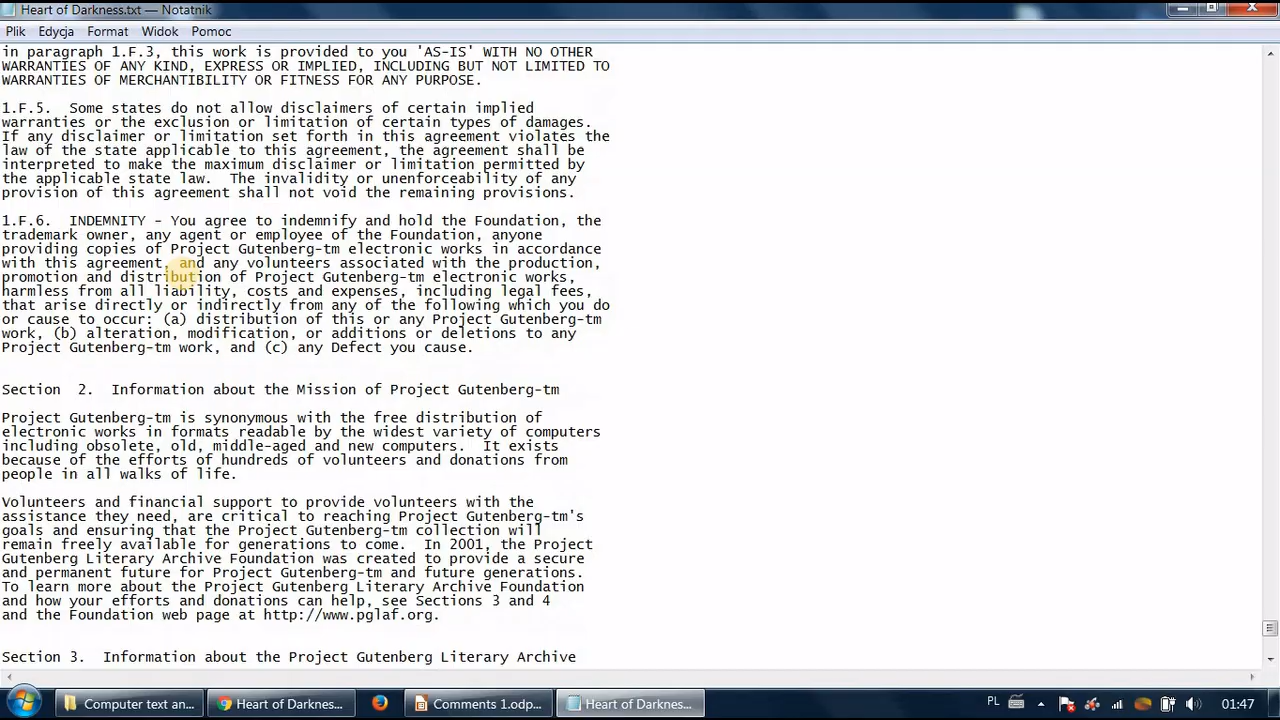 Heart of Darkness.txt — Notatnik
Plik Edycja Format Widok Pomoc
in paragraph 1.F.3, this work is provided to you 'AS-IS' WITH NO OTHER
WARRANTIES OF ANY KIND, EXPRESS OR IMPLIED, INCLUDING BUT NOT LIMITED TO
WARRANTIES OF MERCHANTIBILITY OR FITNESS FOR ANY PURPOSE.
1.F.5. Some states do not allow disclaimers of certain implied
warranties or the exclusion or limitation of certain types of damages.
If any disclaimer or limitation set forth in this agreement violates the
law of the state applicable to this agreement, the agreement shall be
interpreted to make the maximum disclaimer or limitation permitted by
the applicable state law. The invalidity or unenforceability of any
provision of this agreement shall not void the remaining provisions.
1.F.6. INDEMNITY - You agree to indemnify and hold the Foundation, the
trademark owner, any agent or employee of the Foundation, anyone
providing copies of Project Gutenberg-tm electronic works in accordance
with this agreement, and any volunteers associated with the production,
promotion and distribution of Project Gutenberg-tm electronic works,
harmless from all liability, costs and expenses, including legal fees,
that arise directly or indirectly from any of the following which you do
or cause to occur: (a) distribution of this or any Project Gutenberg-tm
work, (b) alteration, modification, or additions or deletions to any
Project Gutenberg-tm work, and (c) any Defect you cause.
Section 2. Information about the Mission of Project Gutenberg-tm
Project Gutenberg-tm is synonymous with the free distribution of
electronic works in formats readable by the widest variety of computers
including obsolete, old, middle-aged and new computers. It exists
because of the efforts of hundreds of volunteers and donations from
people in all walks of life.
Volunteers and financial support to provide volunteers with the
assistance they need, are critical to reaching Project Gutenberg-tm's
goals and ensuring that the Project Gutenberg-tm collection will
remain freely available for generations to come. In 2001, the Project
Gutenberg Literary Archive Foundation was created to provide a secure
and permanent future for Project Gutenberg-tm and future generations.
To learn more about the Project Gutenberg Literary Archive Foundation
and how your efforts and donations can help, see Sections 3 and 4
and the Foundation web page at http://www.pglaf.org.
Section 3. Information about the Project Gutenberg Literary Archive
Computer text an... Heart of Darknes... Comments 1.odp... Heart of Darknes... PL 01:47